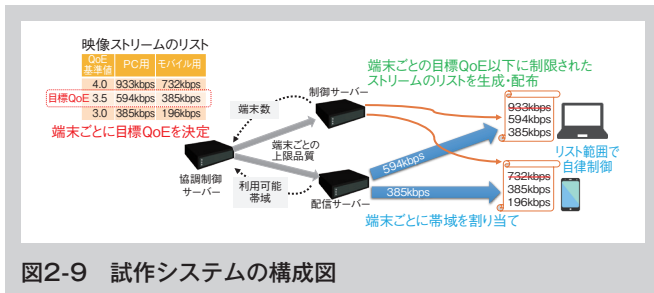 映像ストリームのリスト
QoE基準値 PC用 モバイル用
4.0 933kbps 732kbps
目標QoE 3.5 594kbps 385kbps
3.0 385kbps 196kbps
端末ごとに目標QoEを決定
協調制御
サーバー
端末数
端末ごとの
上限品質
利用可能
帯域
制御サーバー
配信サーバー
594kbps
385kbps
端末ごとに帯域を割り当て
端末ごとの目標QoE以下に制限された
ストリームのリストを生成・配布
933kbps
594kbps
385kbps
リスト範囲で
自律制御
732kbps
385kbps
196kbps
図2-9 試作システムの構成図